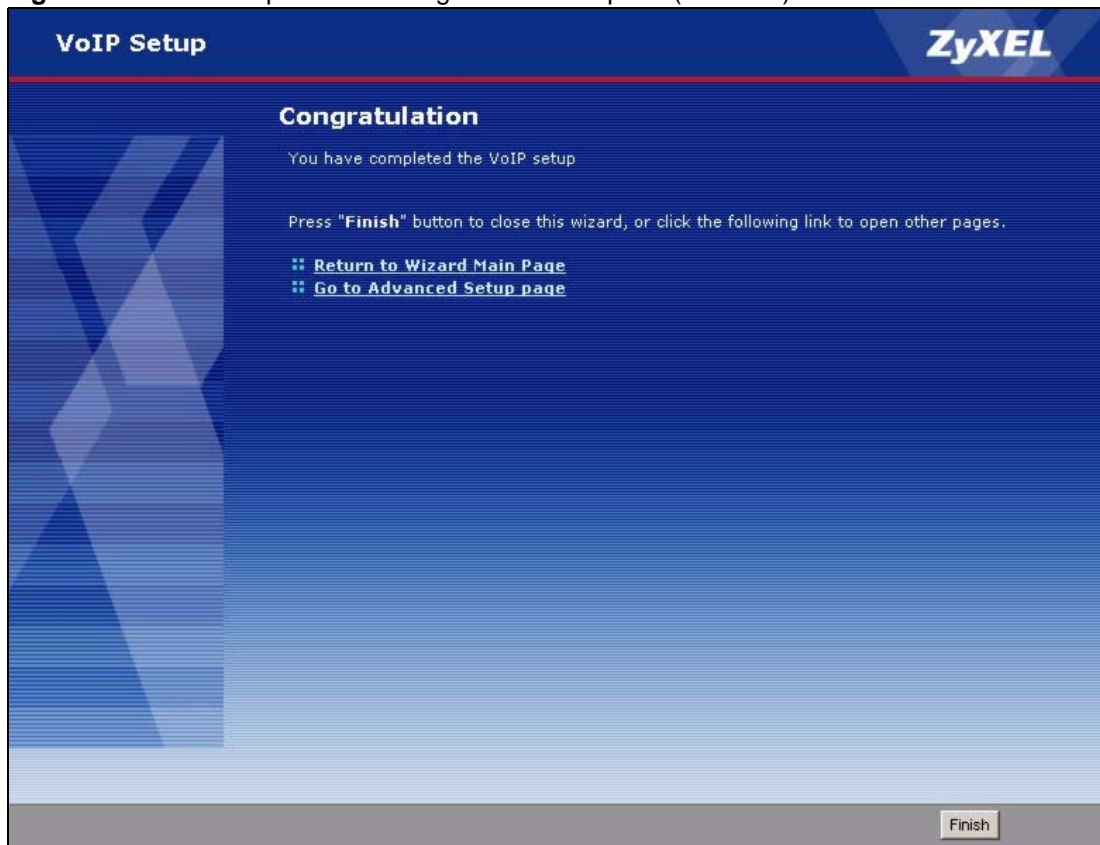 VoIP Setup
ZyXEL
Congratulation
You have completed the VoIP setup
Press "Finish" button to close this wizard, or click the following link to open other pages.
Return to Wizard Main Page
Go to Advanced Setup page
Finish